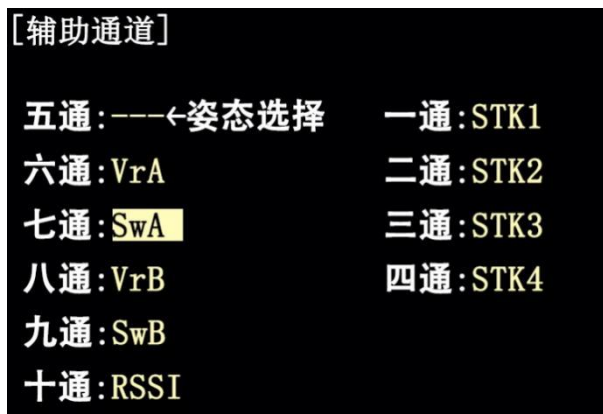 [辅助通道]
五通:---←姿态选择 一通:STK1
六通:VrA 二通:STK2
七通:SwA 三通:STK3
八通:VrB 四通:STK4
九通:SwB
十通:RSSI